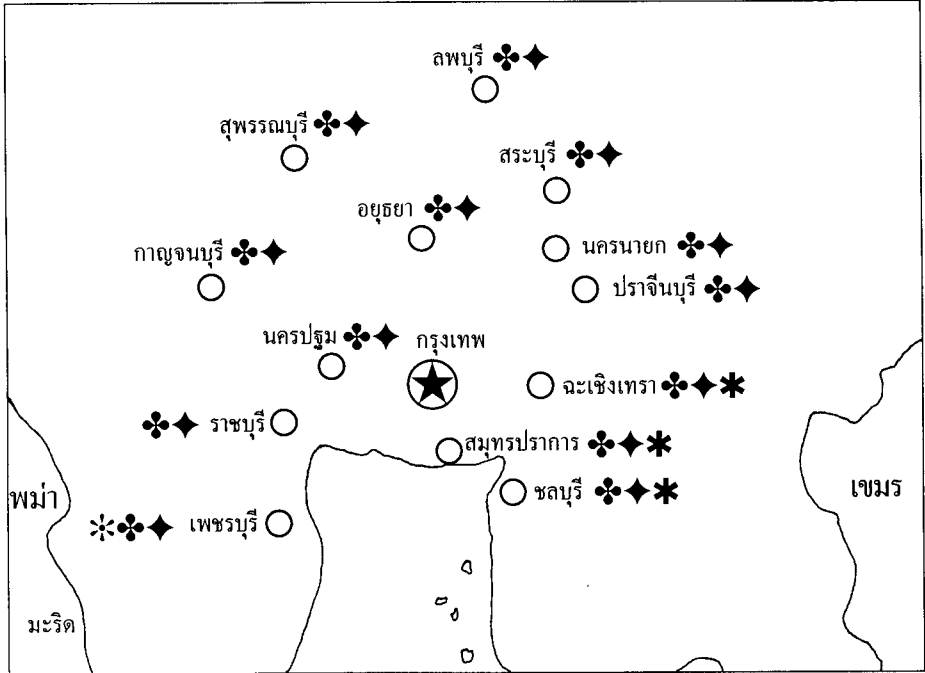 ลพบุรี
สุพรรณบุรี
สระบุรี
อยุธยา
กาญจนบุรี
นครนายก
ปราจีนบุรี
นครปฐม
กรุงเทพ
ฉะเชิงเทรา
ราชบุรี
สมุทรปราการ
พม่า
ชลบุรี
เขมร
เพชรบุรี
มะริด